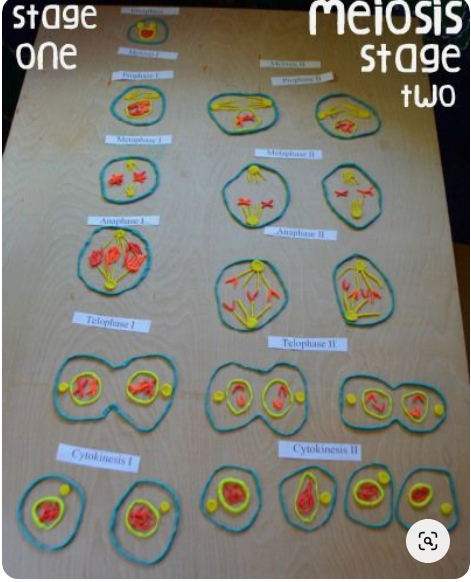 stage
one
meiosis
stage
two
Interphase
Meiosis I
Prophase I
Metaphase I
Anaphase I
Telophase I
Cytokinesis I
Meiosis II
Prophase II
Metaphase II
Anaphase II
Telophase II
Cytokinesis II